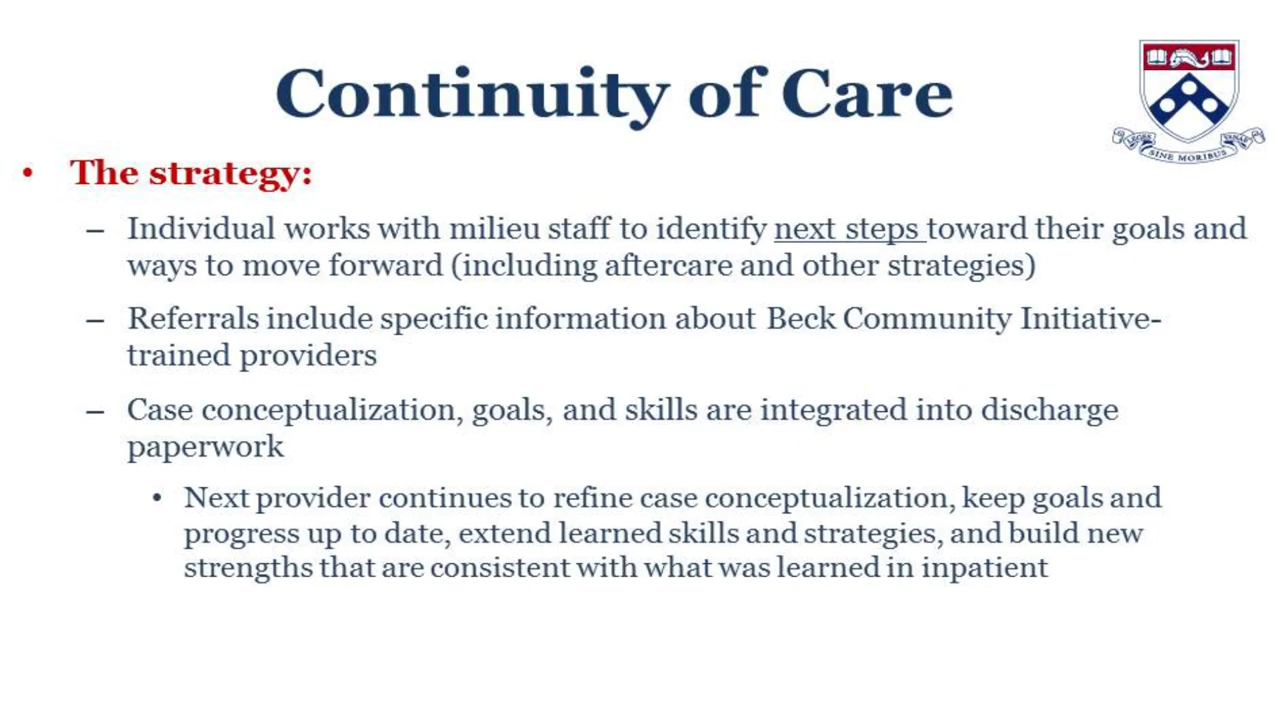 Continuity of Care
LEGES SINE MORIBUS VANAE
• The strategy:
– Individual works with milieu staff to identify next steps toward their goals and
ways to move forward (including aftercare and other strategies)
– Referrals include specific information about Beck Community Initiative-
trained providers
– Case conceptualization, goals, and skills are integrated into discharge
paperwork
• Next provider continues to refine case conceptualization, keep goals and
progress up to date, extend learned skills and strategies, and build new
strengths that are consistent with what was learned in inpatient